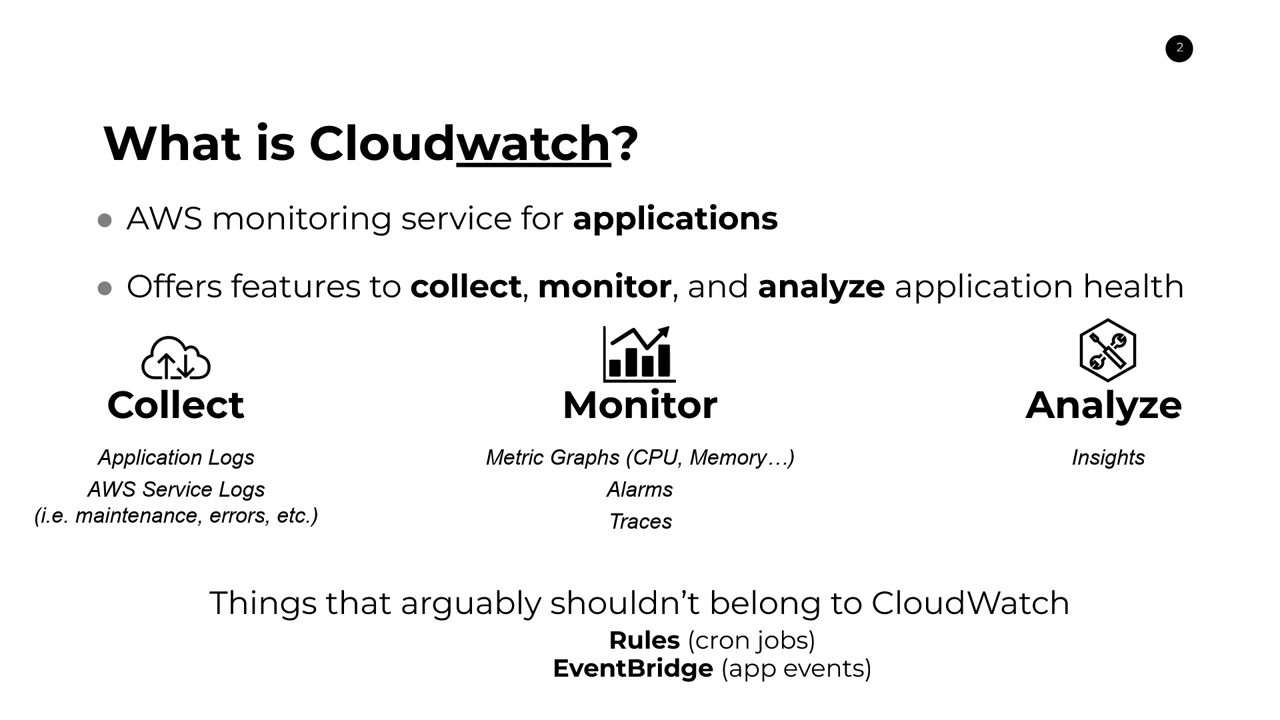 2
What is Cloudwatch?
● AWS monitoring service for applications
● Offers features to collect, monitor, and analyze application health
Collect
Application Logs
AWS Service Logs
(i.e. maintenance, errors, etc.)
Monitor
Metric Graphs (CPU, Memory…)
Alarms
Traces
Analyze
Insights
Things that arguably shouldn’t belong to CloudWatch
Rules (cron jobs)
EventBridge (app events)